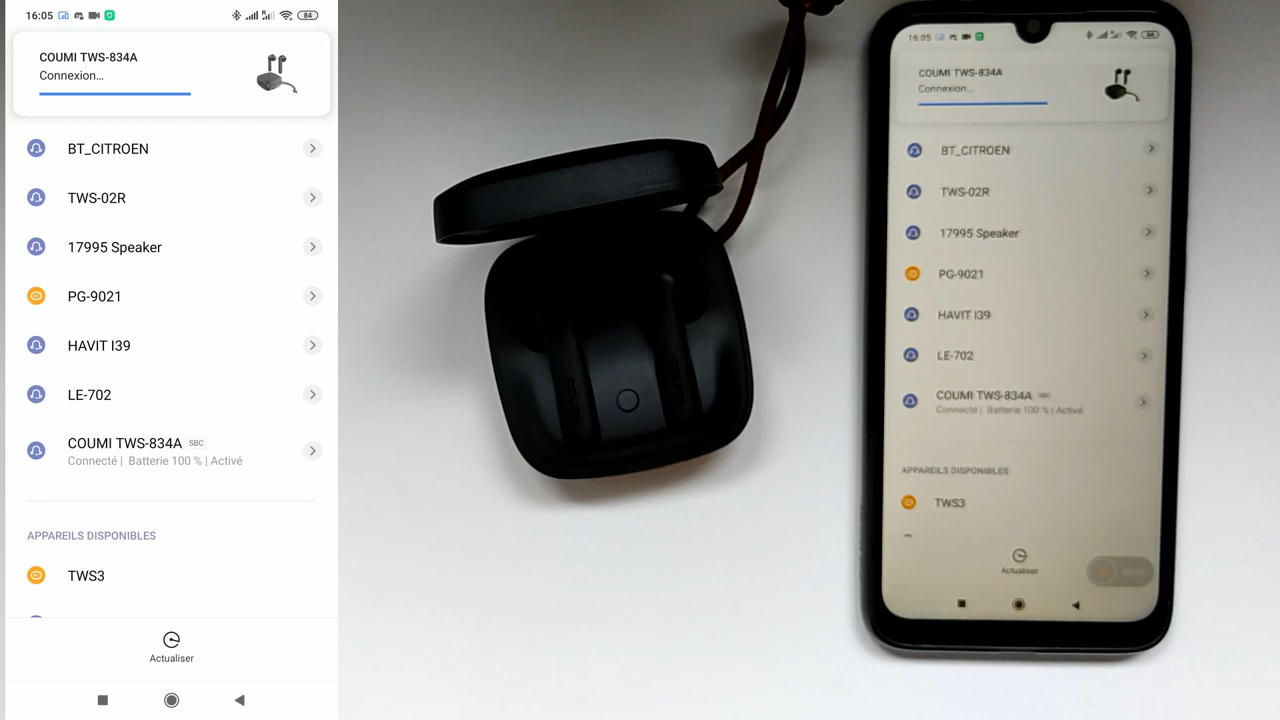 16:05
84
COUMI TWS-834A
Connexion...
BT_CITROEN
TWS-02R
17995 Speaker
PG-9021
HAVIT I39
LE-702
COUMI TWS-834A SBC
Connecté | Batterie 100 % | Activé
APPAREILS DISPONIBLES
TWS3
Actualiser
16:05
COUMI TWS-834A
Connexion...
BT_CITROEN
TWS-02R
17995 Speaker
PG-9021
HAVIT I39
LE-702
COUMI TWS-834A SBC
Connecté | Batterie 100 % | Activé
APPAREILS DISPONIBLES
TWS3
Actualiser